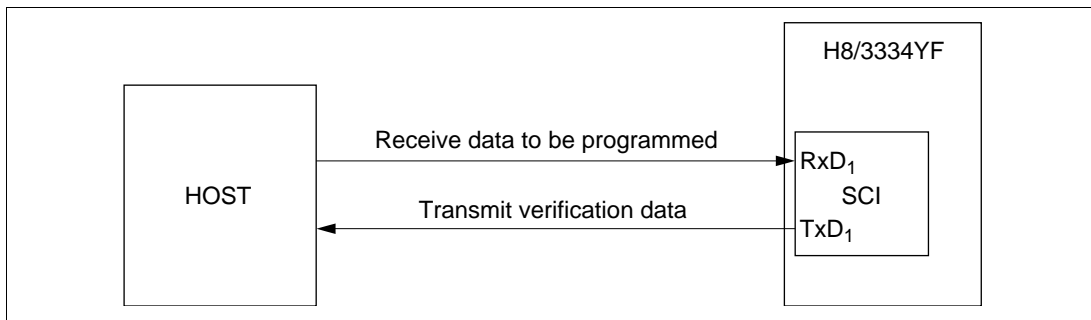 H8/3334YF
Receive data to be programmed
RxD₁
HOST
SCI
Transmit verification data
TxD₁